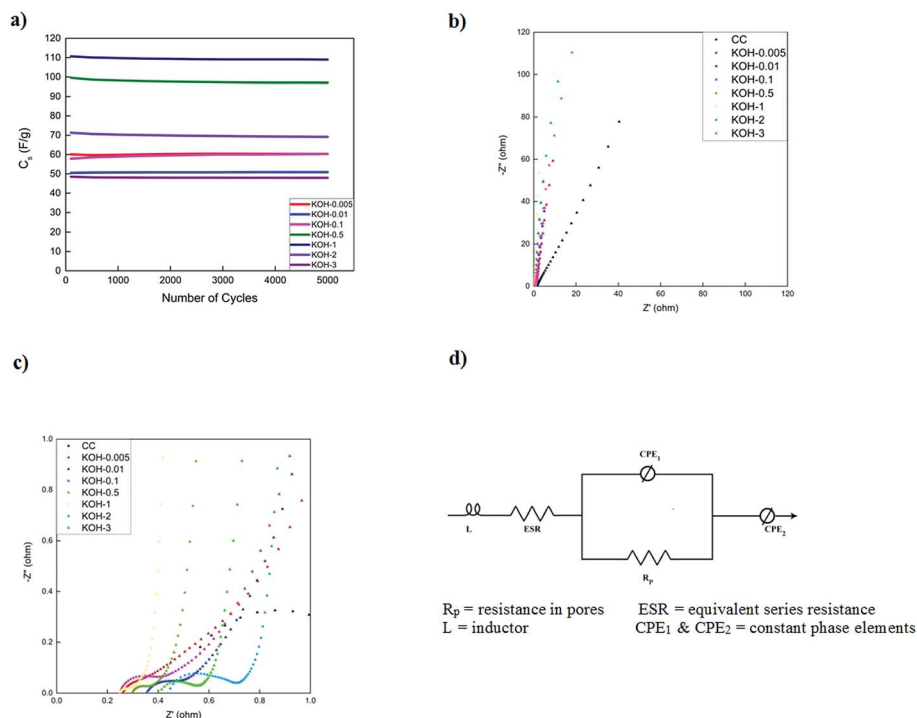 a)
120
110
100
90
80
70
60
50
40
30
20
10
0
C_s (F/g)
KOH-0.005
KOH-0.01
KOH-0.1
KOH-0.5
KOH-1
KOH-2
KOH-3
0 1000 2000 3000 4000 5000
Number of Cycles
b)
120
100
80
60
40
20
0
-Z" (ohm)
CC
KOH-0.005
KOH-0.01
KOH-0.1
KOH-0.5
KOH-1
KOH-2
KOH-3
0 20 40 60 80 100 120
Z' (ohm)
c)
1.0
0.8
0.6
0.4
0.2
0.0
-Z" (ohm)
CC
KOH-0.005
KOH-0.01
KOH-0.1
KOH-0.5
KOH-1
KOH-2
KOH-3
0.0 0.2 0.4 0.6 0.8 1.0
Z' (ohm)
d)
CPE1
L
ESR
CPE2
RP
Rp = resistance in pores ESR = equivalent series resistance
L = inductor CPE1 & CPE2 = constant phase elements